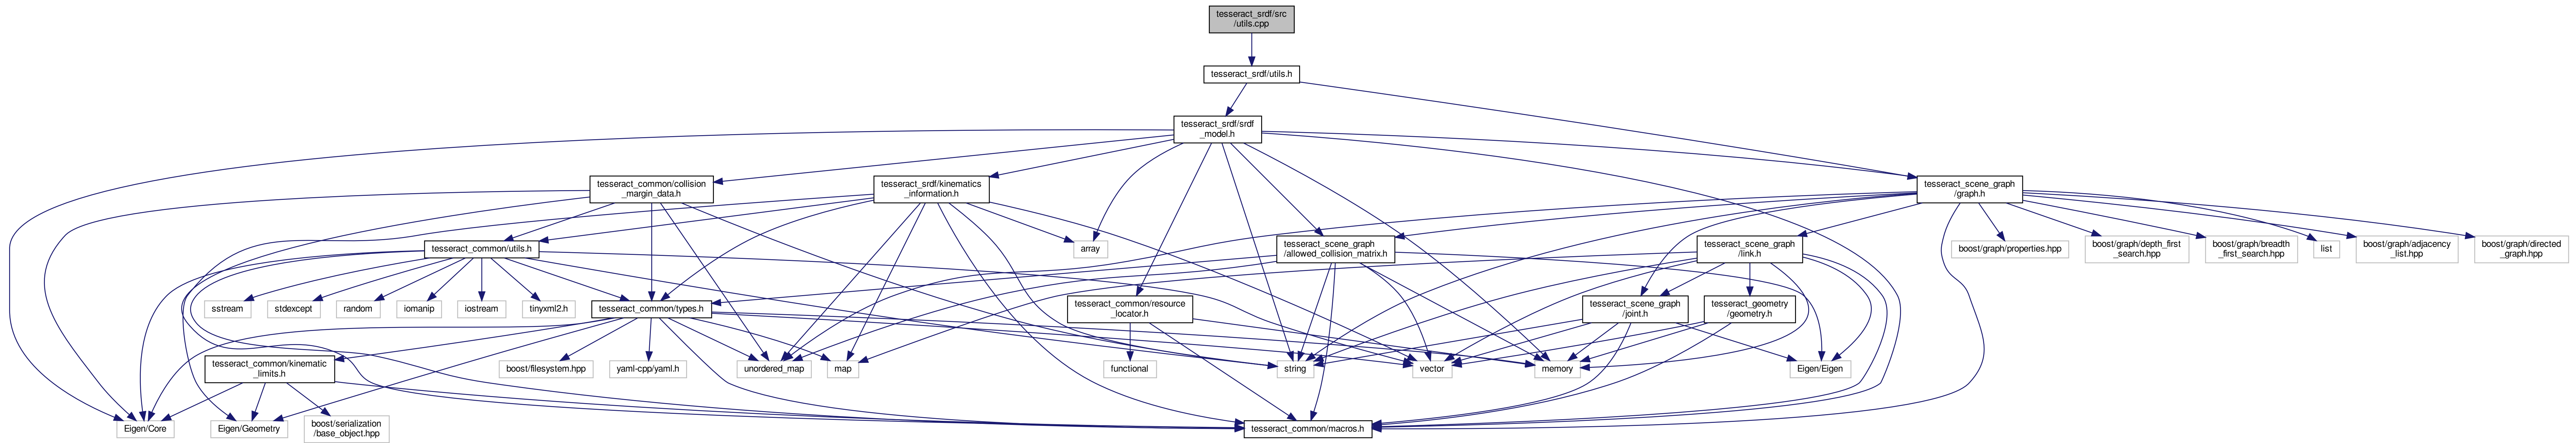 tesseract_srdf/src
/utils.cpp
tesseract_srdf/utils.h
tesseract_srdf/srdf
_model.h
tesseract_common/collision
_margin_data.h
tesseract_srdf/kinematics
_information.h
tesseract_scene_graph
/graph.h
tesseract_common/utils.h
array
tesseract_scene_graph
/allowed_collision_matrix.h
tesseract_scene_graph
/link.h
boost/graph/properties.hpp
boost/graph/depth_first
_search.hpp
boost/graph/breadth
_first_search.hpp
list
boost/graph/adjacency
_list.hpp
boost/graph/directed
_graph.hpp
sstream
stdexcept
random
iomanip
iostream
tinyxml2.h
tesseract_common/types.h
tesseract_common/resource
_locator.h
tesseract_scene_graph
/joint.h
tesseract_geometry
/geometry.h
tesseract_common/kinematic
_limits.h
boost/filesystem.hpp
yaml-cpp/yaml.h
unordered_map
map
functional
string
vector
memory
Eigen/Eigen
Eigen/Core
Eigen/Geometry
boost/serialization
/base_object.hpp
tesseract_common/macros.h